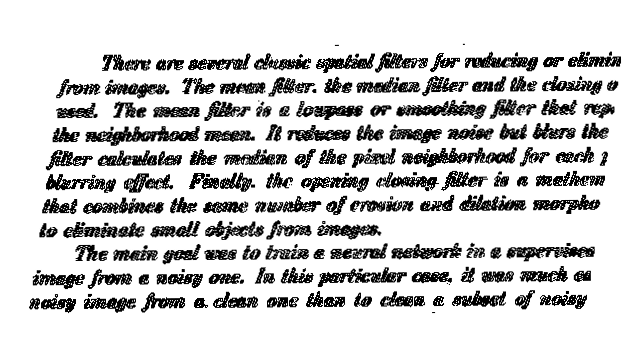 There are several classic spatial filters for reducing or elimin
from images. The mean filter, the median filter and the closing o
used. The mean filter is a lowpass or smoothing filter that rep
the neighborhood mean. It reduces the image noise but blurs the
filter calculates the median of the pixel neighborhood for each p
blurring effect. Finally, the opening closing filter is a mathem
that combines the same number of erosion and dilation morpho
to eliminate small objects from images.
The main goal was to train a neural network in a supervised
image from a noisy one. In this particular case, it was much ea
noisy image from a clean one than to clean a subset of noisy